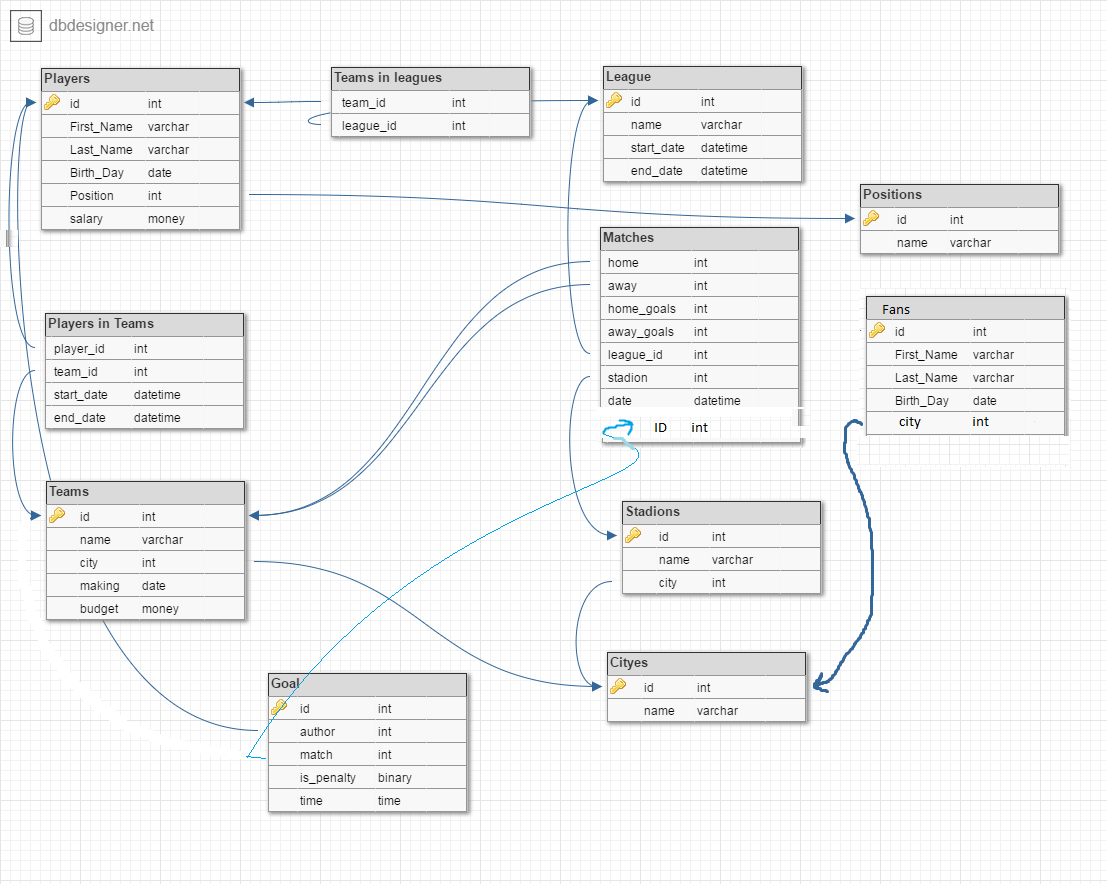 dbdesigner.net
Players
id int
First_Name varchar
Last_Name varchar
Birth_Day date
Position int
salary money
Teams in leagues
team_id int
league_id int
League
id int
name varchar
start_date datetime
end_date datetime
Positions
id int
name varchar
Matches
home int
away int
home_goals int
away_goals int
league_id int
stadion int
date datetime
ID int
Fans
id int
First_Name varchar
Last_Name varchar
Birth_Day date
city int
Players in Teams
player_id int
team_id int
start_date datetime
end_date datetime
Teams
id int
name varchar
city int
making date
budget money
Stadions
id int
name varchar
city int
Cityes
id int
name varchar
Goal
id int
author int
match int
is_penalty binary
time time